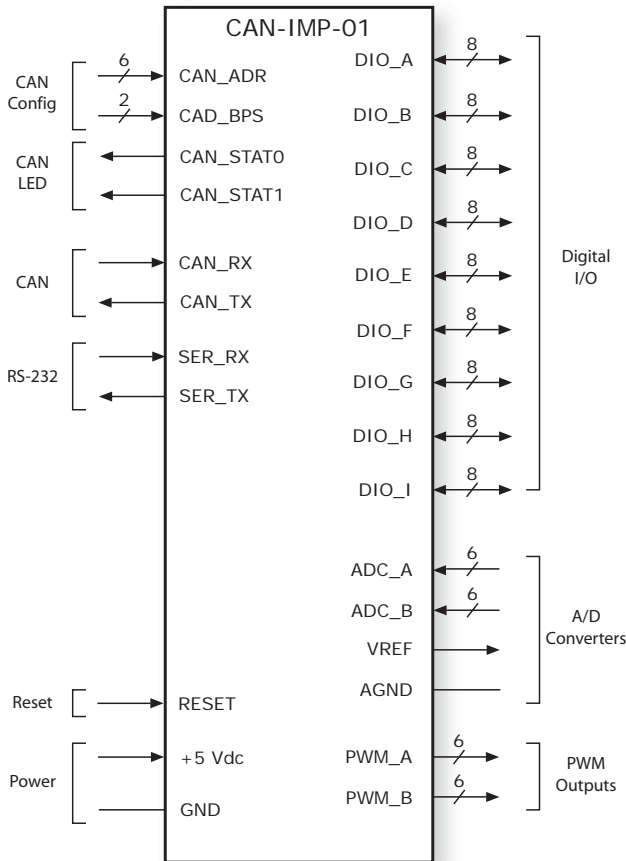 CAN-IMP-01
CAN
Config
6
CAN_ADR
2
CAD_BPS
CAN
LED
CAN_STAT0
CAN_STAT1
CAN
CAN_RX
CAN_TX
RS-232
SER_RX
SER_TX
Reset
RESET
Power
+5 Vdc
GND
DIO_A
8
DIO_B
8
DIO_C
8
DIO_D
8
DIO_E
8
DIO_F
8
DIO_G
8
DIO_H
8
DIO_I
8
Digital
I/O
ADC_A
6
ADC_B
6
VREF
AGND
A/D
Converters
PWM_A
6
PWM_B
6
PWM
Outputs